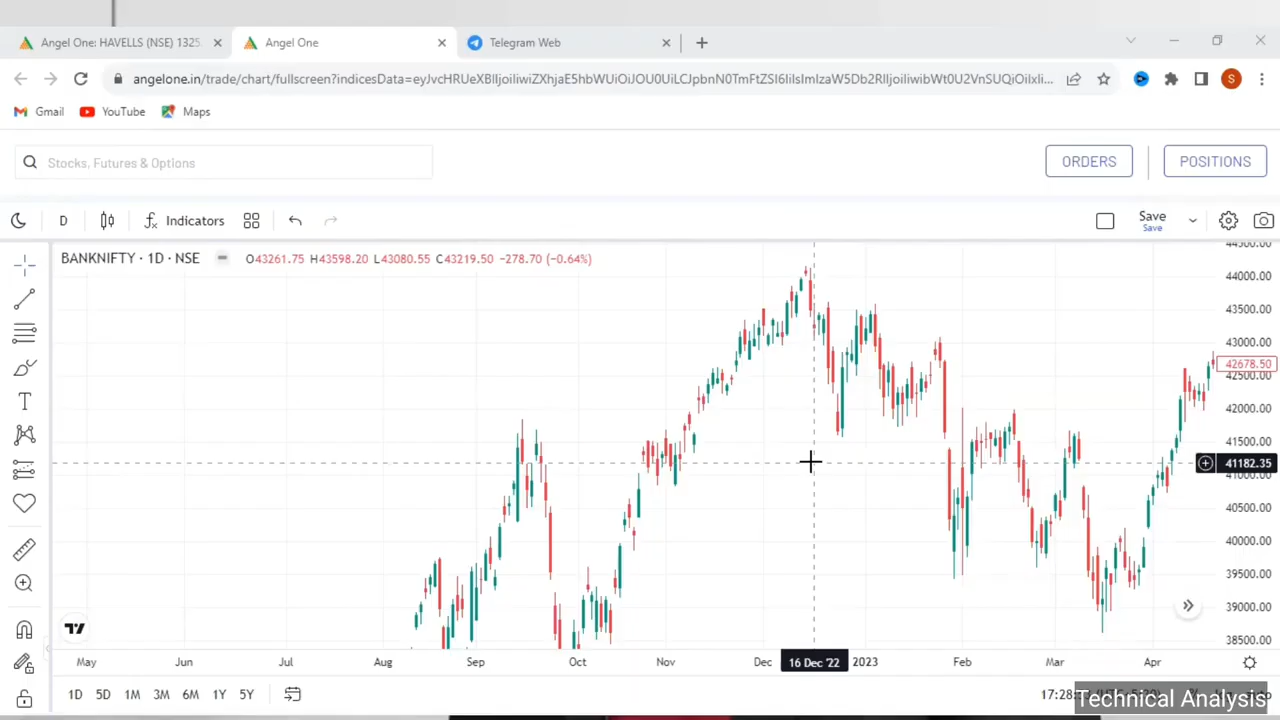 Angel One: HAVELLS (NSE) 1325.
Angel One
Telegram Web
angelone.in/trade/chart/fullscreen?indicesData=
Gmail
YouTube
Maps
Stocks, Futures & Options
ORDERS
POSITIONS
D
Indicators
Save
Save
BANKNIFTY · 1D · NSE
O43261.75 H43598.20 L43080.55 C43219.50 -278.70 (-0.64%)
44500.00
44000.00
43500.00
43000.00
42678.50
42500.00
42000.00
41500.00
41182.35
41000.00
40500.00
40000.00
39500.00
39000.00
38500.00
May
Jun
Jul
Aug
Sep
Oct
Nov
Dec
16 Dec '22
2023
Feb
Mar
Apr
1D 5D 1M 3M 6M 1Y 5Y
17:28:
Technical Analysis